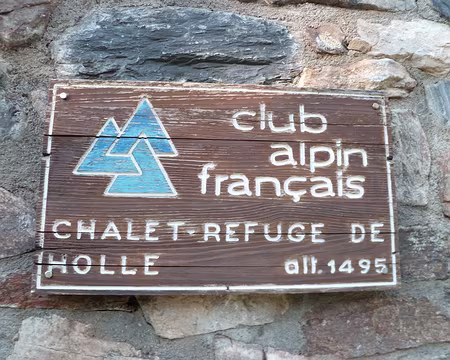 club
alpin
français
CHALET-REFUGE DE
HOLLE alt.1495